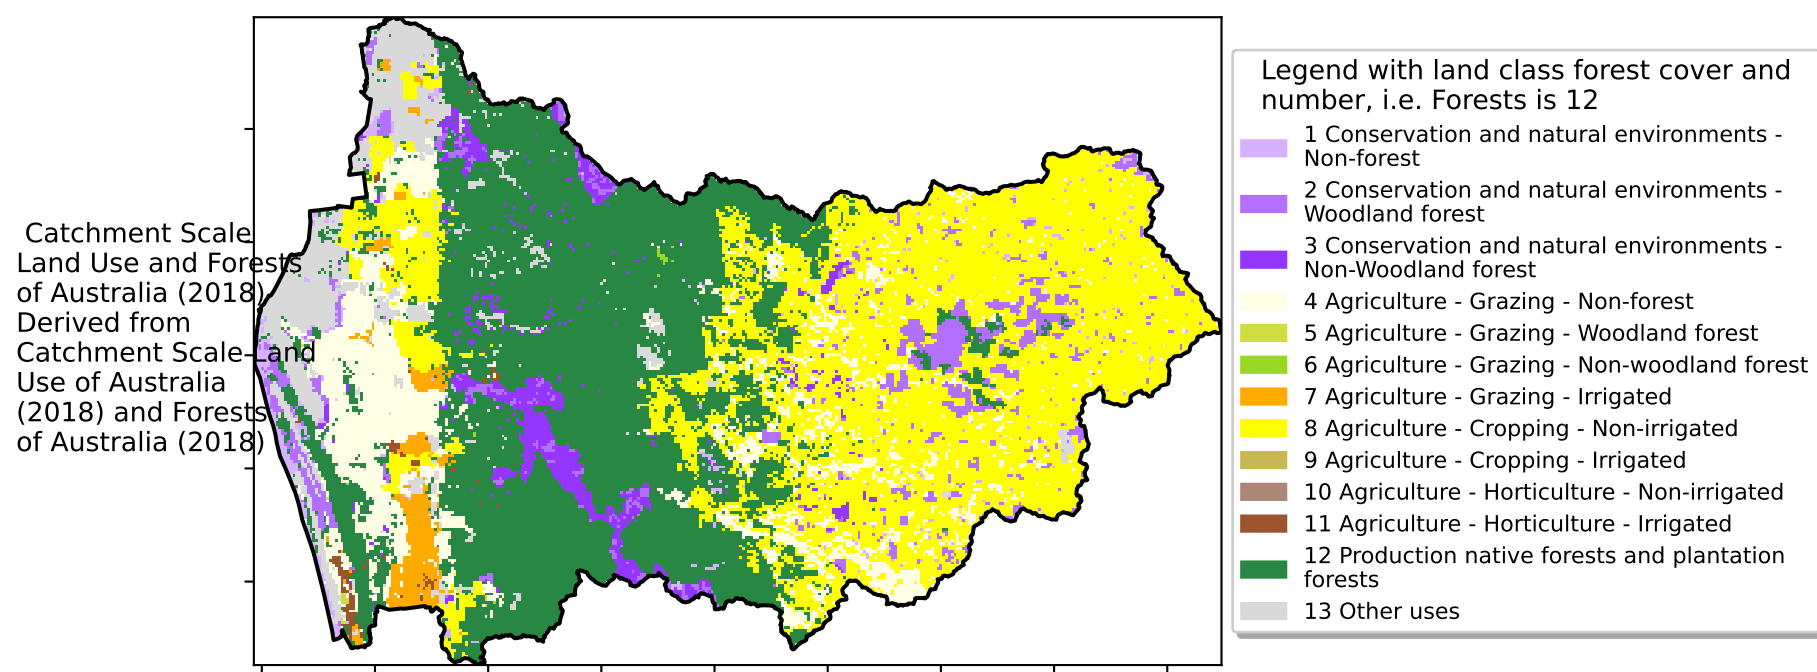 Catchment Scale
Land Use and Forests
of Australia (2018)
Derived from
Catchment Scale Land
Use of Australia
(2018) and Forests
of Australia (2018)
Legend with land class forest cover and
number, i.e. Forests is 12
1 Conservation and natural environments -
Non-forest
2 Conservation and natural environments -
Woodland forest
3 Conservation and natural environments -
Non-Woodland forest
4 Agriculture - Grazing - Non-forest
5 Agriculture - Grazing - Woodland forest
6 Agriculture - Grazing - Non-woodland forest
7 Agriculture - Grazing - Irrigated
8 Agriculture - Cropping - Non-irrigated
9 Agriculture - Cropping - Irrigated
10 Agriculture - Horticulture - Non-irrigated
11 Agriculture - Horticulture - Irrigated
12 Production native forests and plantation
forests
13 Other uses